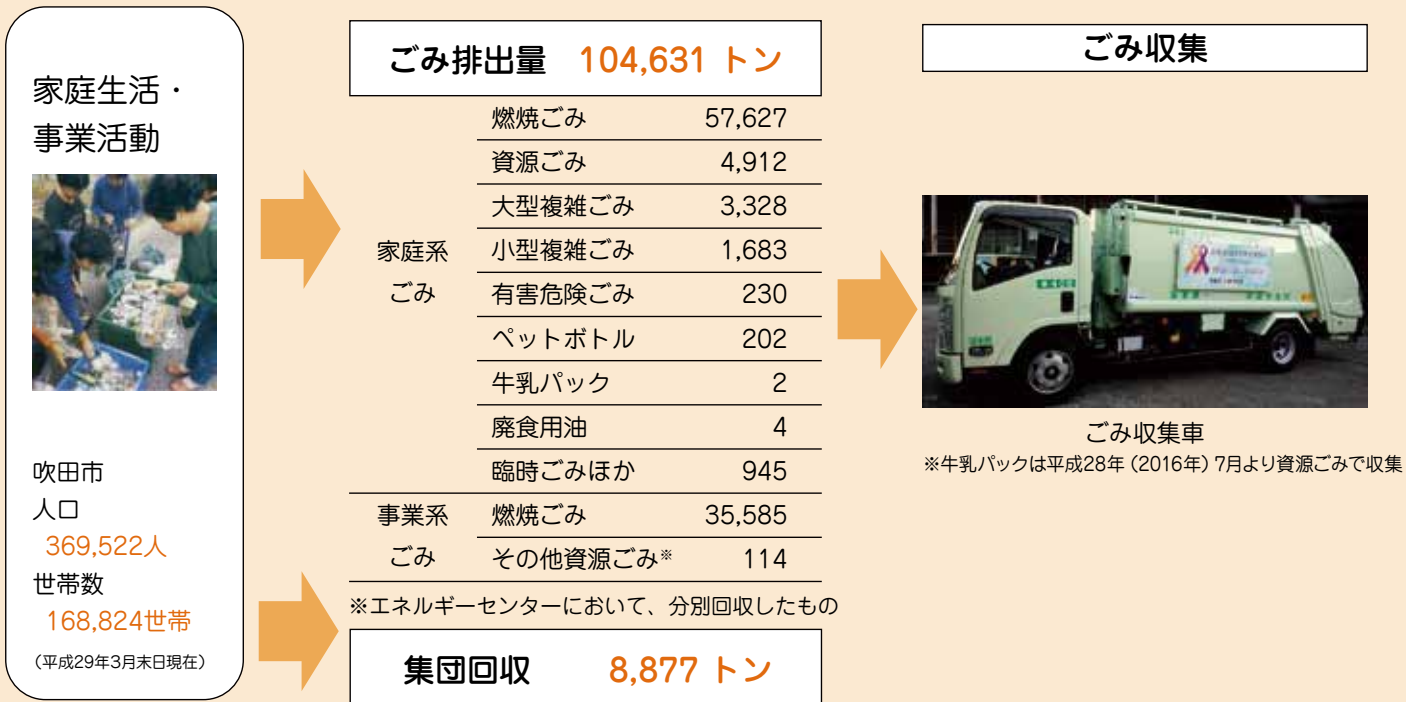 家庭生活・
事業活動
吹田市
人口
369,522人
世帯数
168,824世帯
（平成29年3月末日現在）
ごみ排出量 104,631 トン
家庭系
ごみ
燃焼ごみ 57,627
資源ごみ 4,912
大型複雑ごみ 3,328
小型複雑ごみ 1,683
有害危険ごみ 230
ペットボトル 202
牛乳パック 2
廃食用油 4
臨時ごみほか 945
事業系
ごみ
燃焼ごみ 35,585
その他資源ごみ※ 114
※エネルギーセンターにおいて、分別回収したもの
集団回収 8,877 トン
ごみ収集
ごみ収集車
※牛乳パックは平成28年（2016年）7月より資源ごみで収集